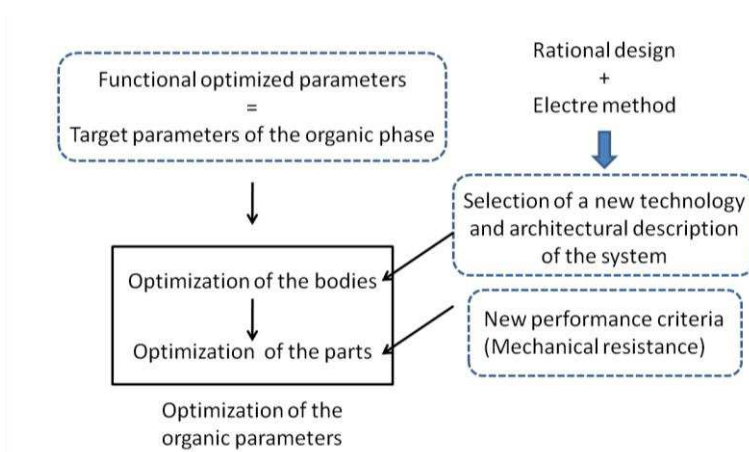 Functional optimized parameters
=
Target parameters of the organic phase
Rational design
+
Electre method
Selection of a new technology
and architectural description
of the system
Optimization of the bodies
Optimization of the parts
New performance criteria
(Mechanical resistance)
Optimization of the
organic parameters